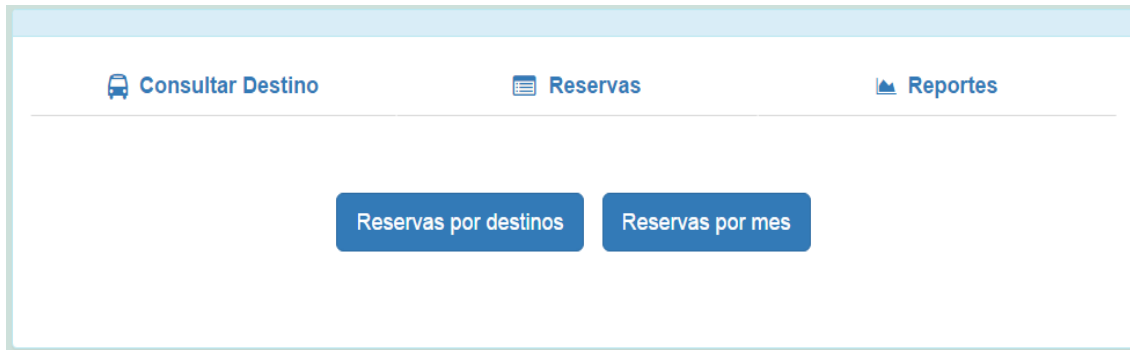 Consultar Destino
Reservas
Reportes
Reservas por destinos
Reservas por mes